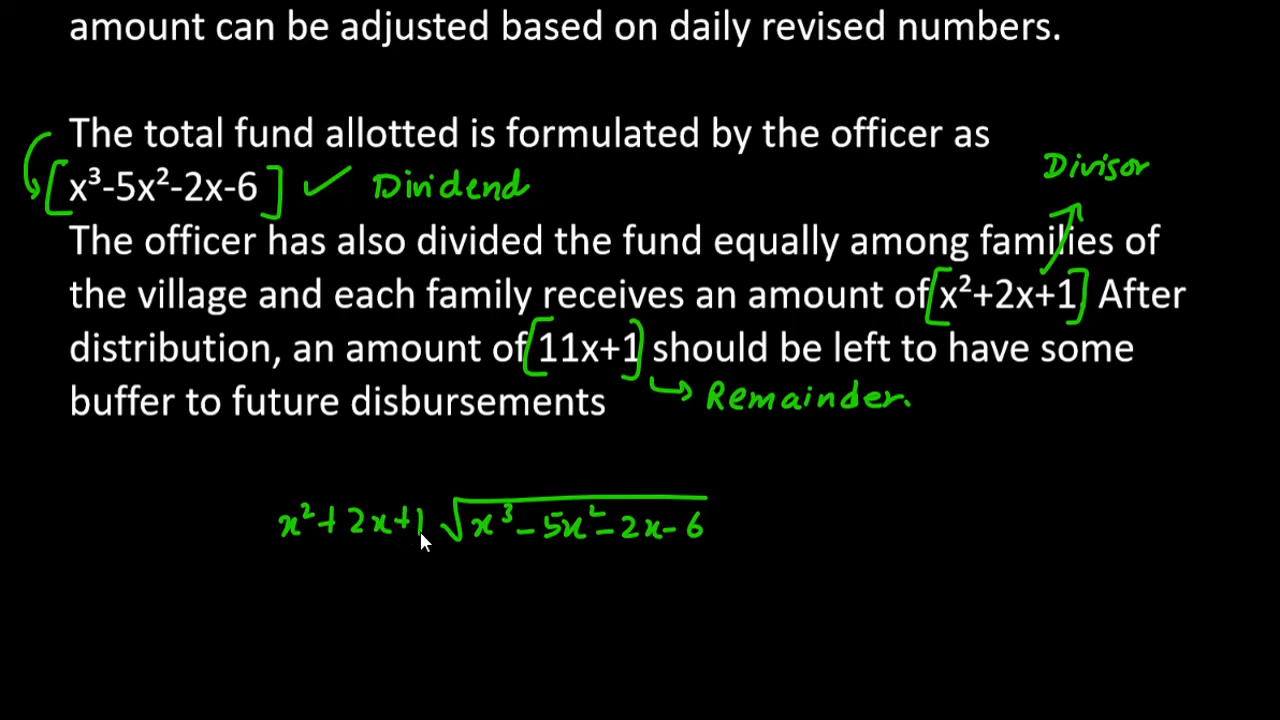 amount can be adjusted based on daily revised numbers.
The total fund allotted is formulated by the officer as
Divisor
[x³-5x²-2x-6] ✓ Dividend
The officer has also divided the fund equally among families of
the village and each family receives an amount of [x²+2x+1] After
distribution, an amount of [11x+1] should be left to have some
buffer to future disbursements
Remainder.
x²+2x+1 √x³-5x²-2x-6